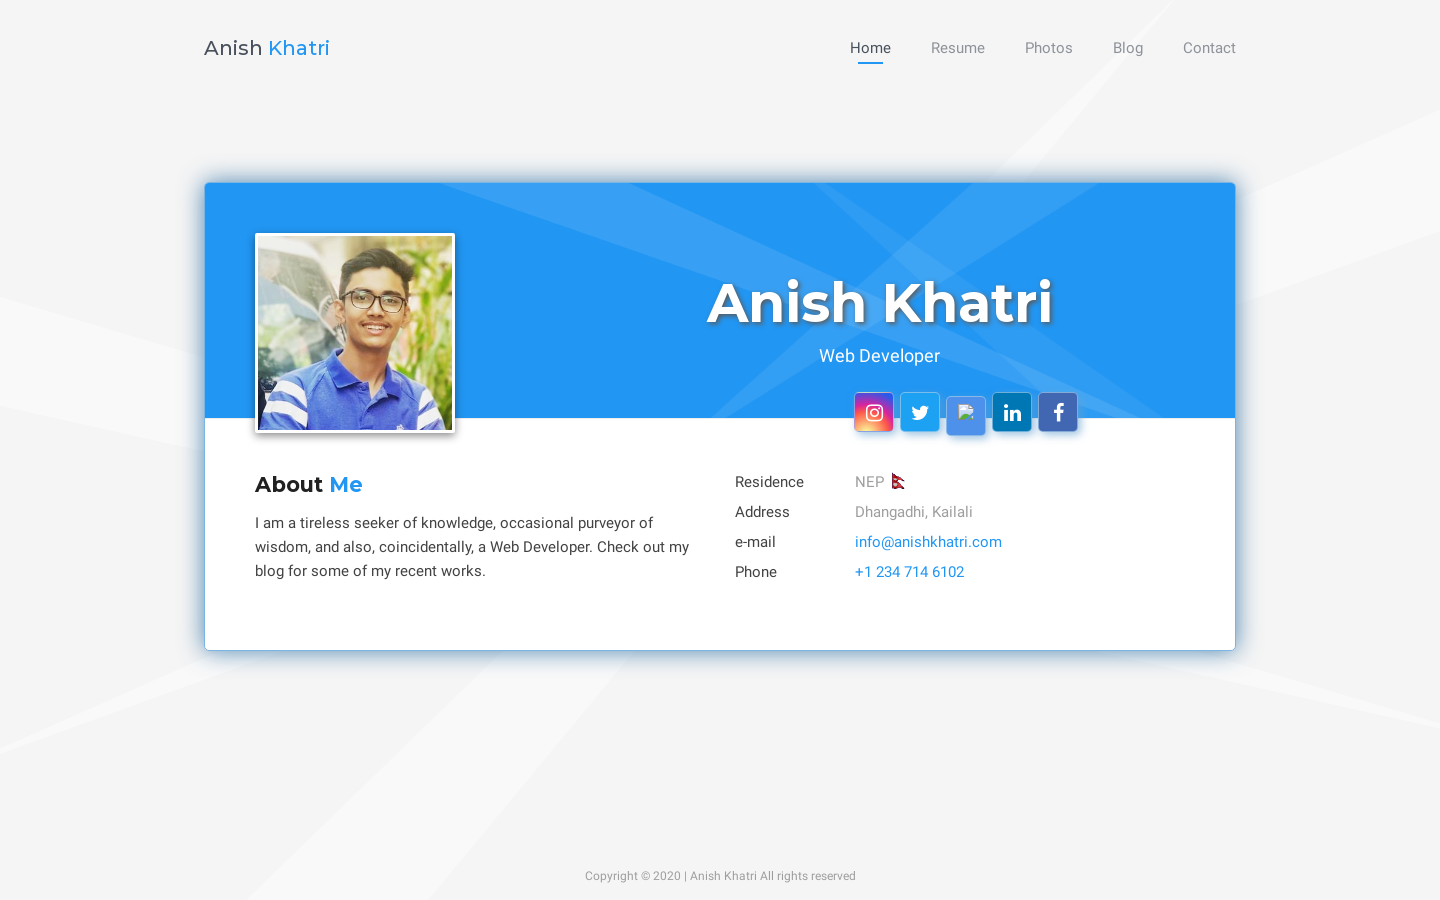 Anish Khatri
Home Resume Photos Blog Contact
Anish Khatri
Web Developer
About Me
I am a tireless seeker of knowledge, occasional purveyor of
wisdom, and also, coincidentally, a Web Developer. Check out my
blog for some of my recent works.
Residence NEP 🇳🇵
Address Dhangadhi, Kailali
e-mail info@anishkhatri.com
Phone +1 234 714 6102
Copyright © 2020 | Anish Khatri All rights reserved